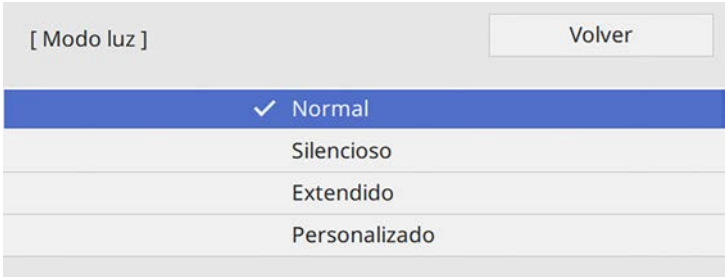 [ Modo luz ]
Volver
Normal
Silencioso
Extendido
Personalizado